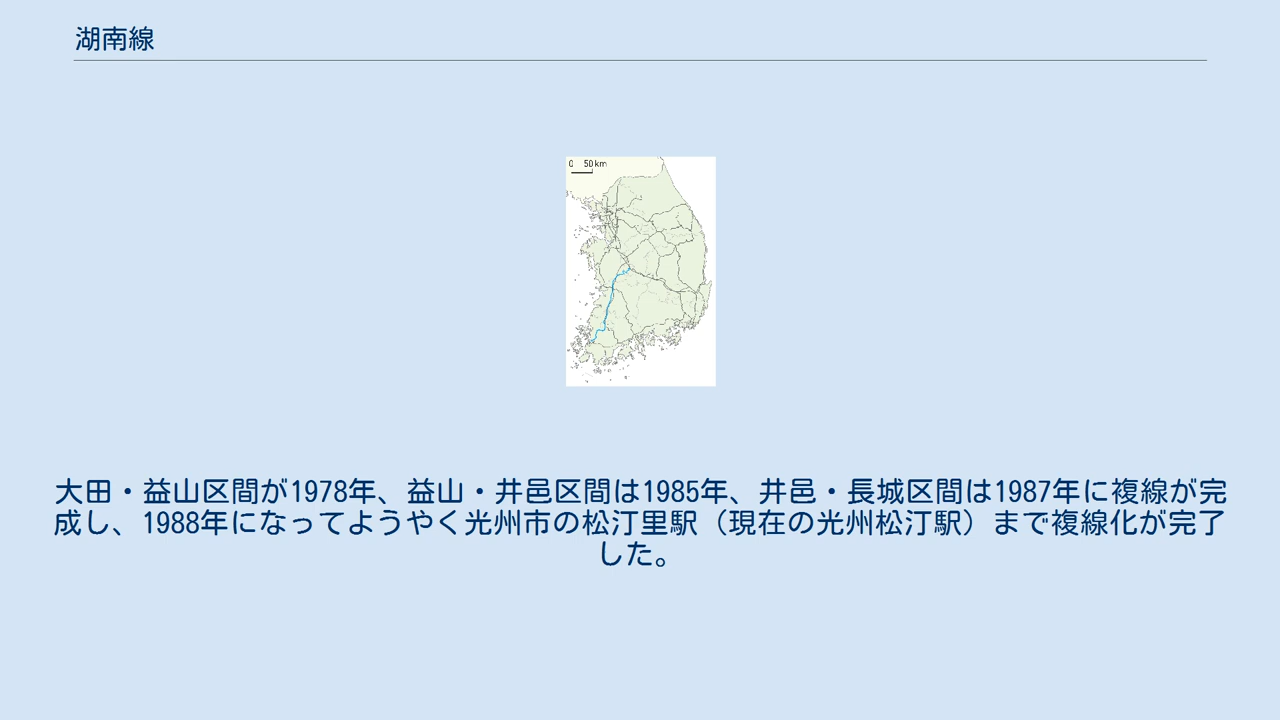 湖南線
0 50km
大田・益山区間が1978年、益山・井邑区間は1985年、井邑・長城区間は1987年に複線が完
成し、1988年になってようやく光州市の松汀里駅（現在の光州松汀駅）まで複線化が完了
した。